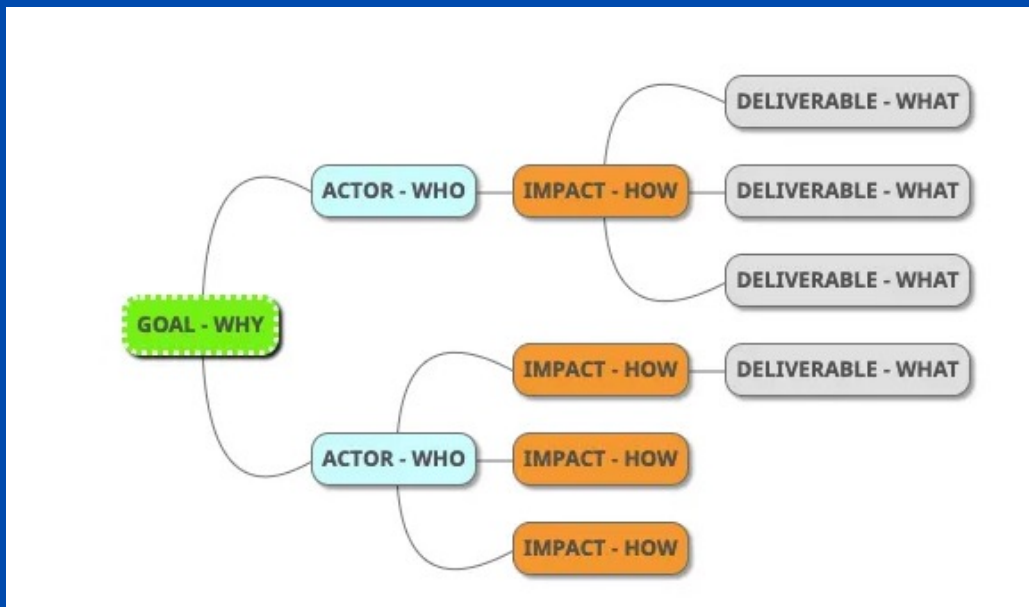 DELIVERABLE - WHAT
ACTOR - WHO
IMPACT - HOW
DELIVERABLE - WHAT
DELIVERABLE - WHAT
GOAL - WHY
IMPACT - HOW
DELIVERABLE - WHAT
ACTOR - WHO
IMPACT - HOW
IMPACT - HOW